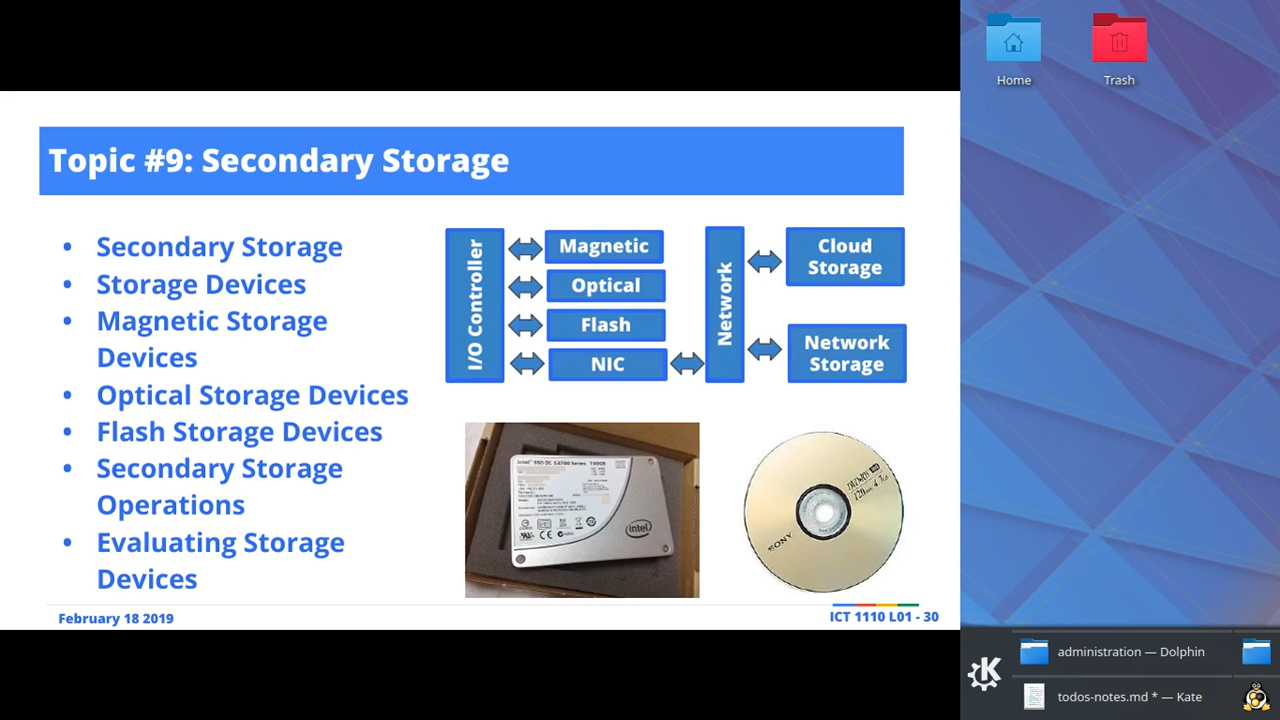 Topic #9: Secondary Storage
• Secondary Storage
• Storage Devices
• Magnetic Storage
Devices
• Optical Storage Devices
• Flash Storage Devices
• Secondary Storage
Operations
• Evaluating Storage
Devices
I/O Controller
Magnetic
Optical
Flash
NIC
Network
Cloud
Storage
Network
Storage
intel
SONY
February 18 2019
ICT 1110 L01 - 30
Home
Trash
administration — Dolphin
todos-notes.md * — Kate